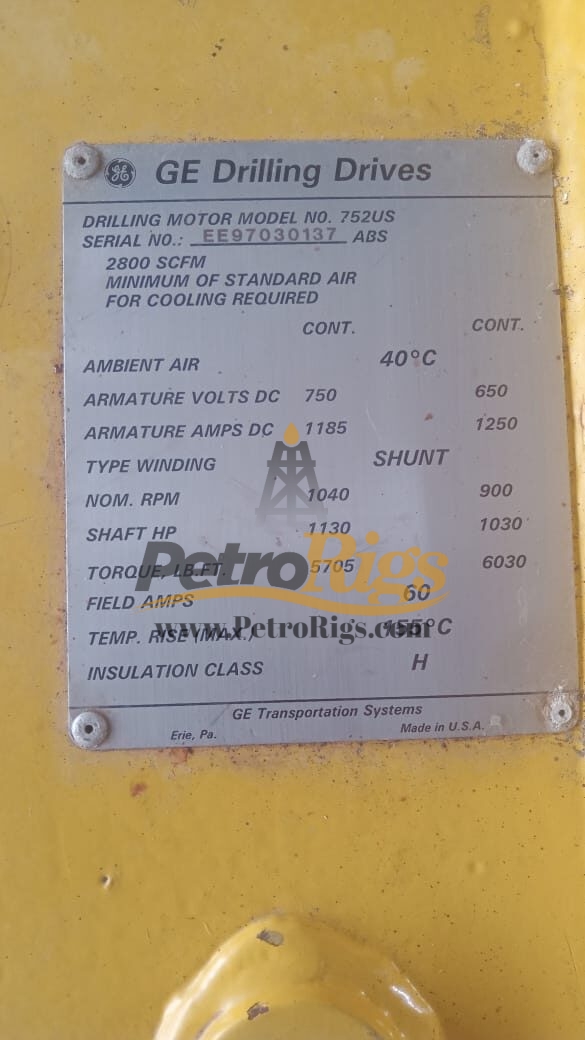 GE GE Drilling Drives
DRILLING MOTOR MODEL NO. 752US
SERIAL NO.: EE97030137 ABS
2800 SCFM
MINIMUM OF STANDARD AIR
FOR COOLING REQUIRED
CONT. CONT.
AMBIENT AIR 40°C
ARMATURE VOLTS DC 750 650
ARMATURE AMPS DC 1185 1250
TYPE WINDING SHUNT
NOM. RPM 1040 900
SHAFT HP 1130 1030
PetroRigs
TORQUE, LB.FT. 5705 6030
FIELD AMPS 60
www.PetroRigs.com
TEMP. RISE (MAX.) 155°C
INSULATION CLASS H
GE Transportation Systems
Erie, Pa. Made in U.S.A.